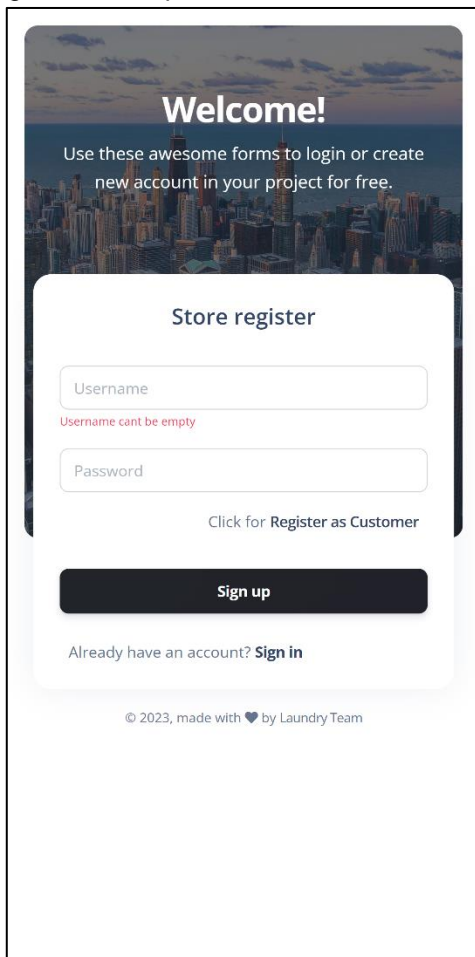 Welcome!
Use these awesome forms to login or create
new account in your project for free.
Store register
Username
Username cant be empty
Password
Click for Register as Customer
Sign up
Already have an account? Sign in
© 2023, made with ♥ by Laundry Team